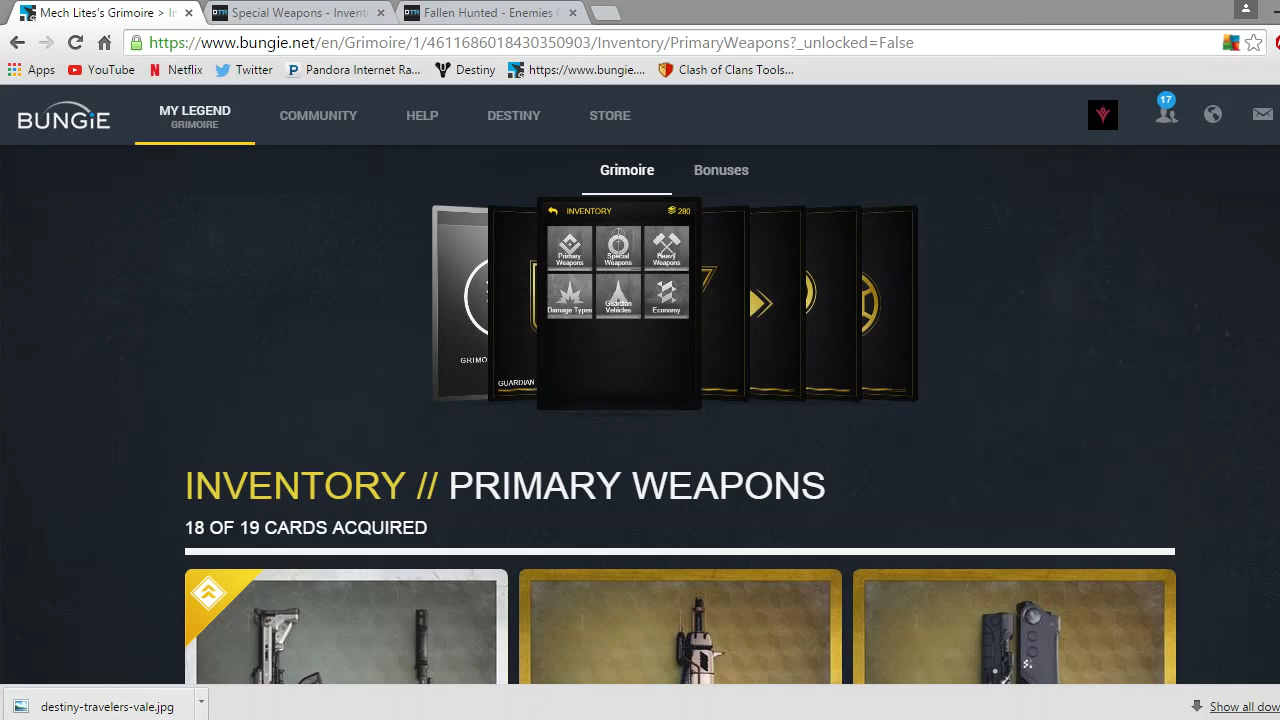 Mech Lites's Grimoire > In
Special Weapons - Invent
Fallen Hunted - Enemies
https://www.bungie.net/en/Grimoire/1/4611686018430350903/Inventory/PrimaryWeapons?_unlocked=False
Apps YouTube Netflix Twitter Pandora Internet Ra... Destiny https://www.bungie.... Clash of Clans Tools...
BUNGiE
MY LEGEND
GRIMOIRE
COMMUNITY
HELP
DESTINY
STORE
17
Grimoire Bonuses
INVENTORY 280
Primary Weapons
Special Weapons
Heavy Weapons
Damage Types
Guardian Vehicles
Economy
GRIMO
GUARDIAN
INVENTORY // PRIMARY WEAPONS
18 OF 19 CARDS ACQUIRED
destiny-travelers-vale.jpg
Show all dow